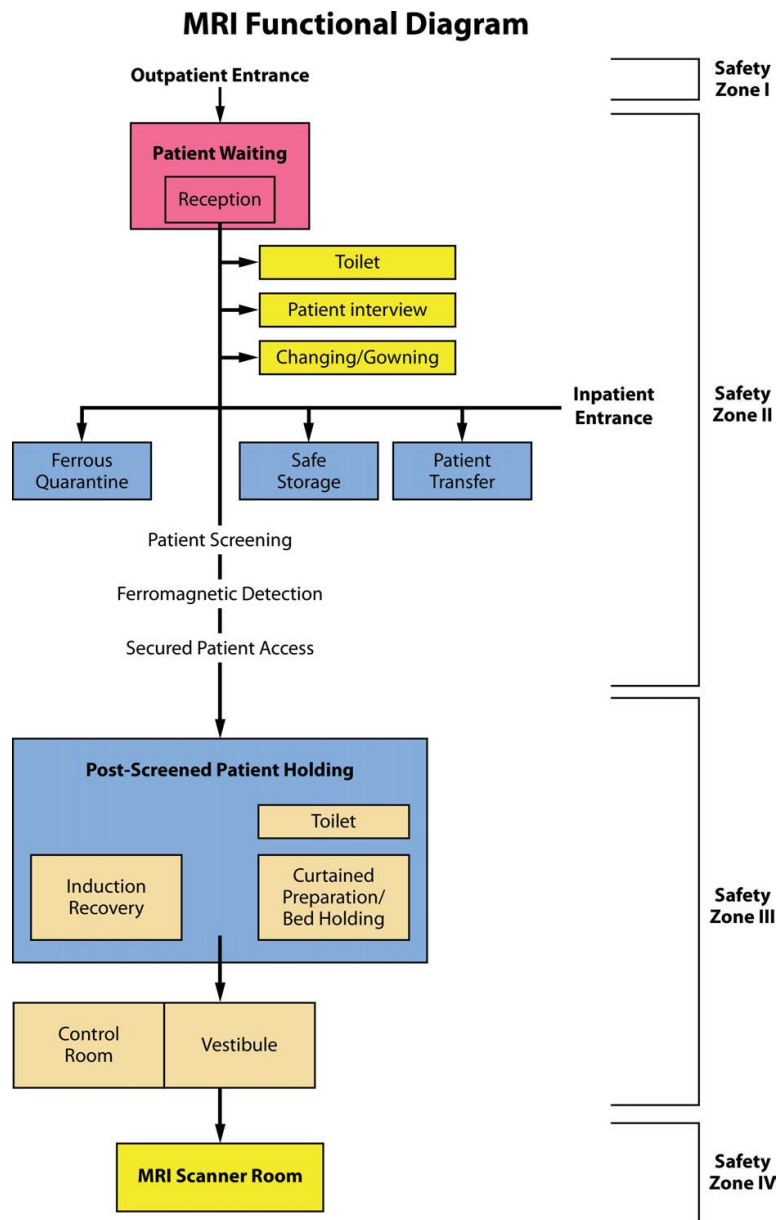 MRI Functional Diagram
Outpatient Entrance
Safety
Zone I
Patient Waiting
Reception
Toilet
Patient interview
Changing/Gowning
Inpatient
Entrance
Safety
Zone II
Ferrous
Quarantine
Safe
Storage
Patient
Transfer
Patient Screening
Ferromagnetic Detection
Secured Patient Access
Post-Screened Patient Holding
Toilet
Induction
Recovery
Curtained
Preparation/
Bed Holding
Safety
Zone III
Control
Room
Vestibule
MRI Scanner Room
Safety
Zone IV